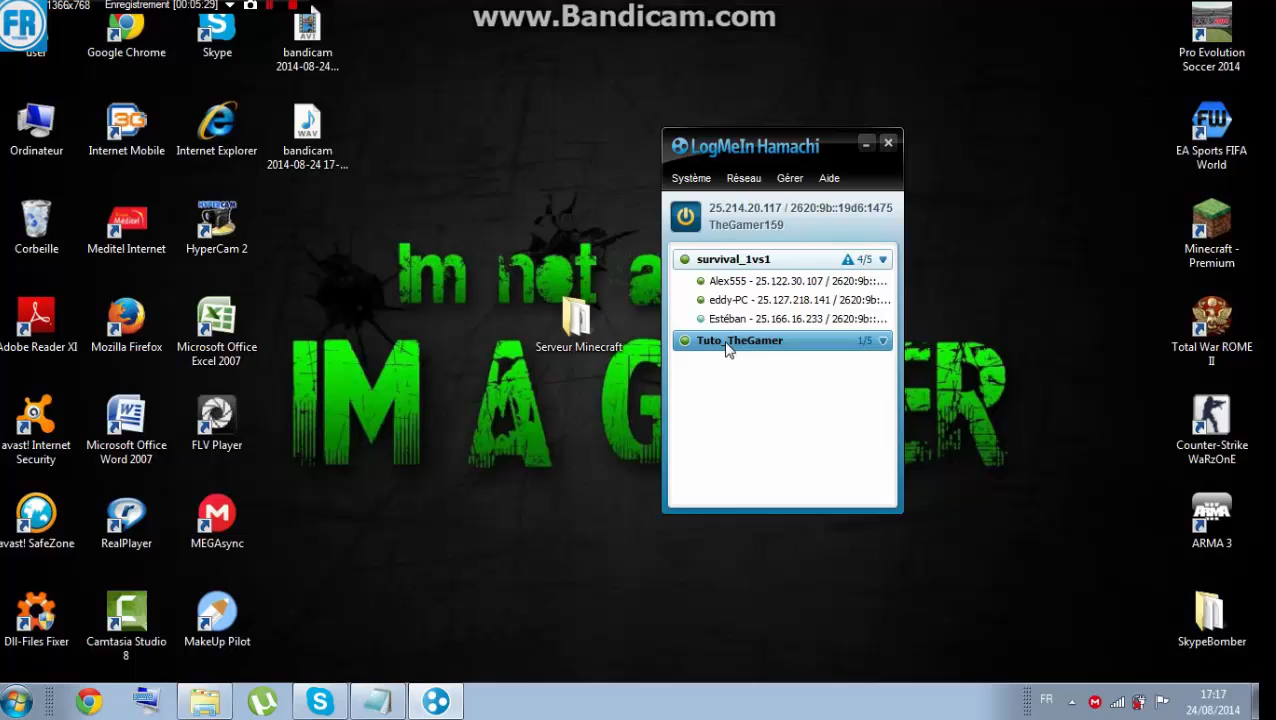 1366x768
Enregistrement [00:05:29]
www.Bandicam.com
FR
user
Google Chrome
Skype
bandicam
2014-08-24...
Ordinateur
Internet Mobile
Internet Explorer
bandicam
2014-08-24 17-...
Corbeille
Meditel Internet
HyperCam 2
Adobe Reader XI
Mozilla Firefox
Microsoft Office
Excel 2007
avast! Internet
Security
Microsoft Office
Word 2007
FLV Player
avast! SafeZone
RealPlayer
MEGAsync
Dll-Files Fixer
Camtasia Studio
8
MakeUp Pilot
Im not a
IM A G
ER
Serveur Minecraft
LogMeIn Hamachi
Système Réseau Gérer Aide
25.214.20.117 / 2620:9b::19d6:1475
TheGamer159
survival_1vs1 4/5
Alex555 - 25.122.30.107 / 2620:9b::...
eddy-PC - 25.127.218.141 / 2620:9b:...
Estéban - 25.166.16.233 / 2620:9b::...
Tuto_TheGamer 1/5
Pro Evolution
Soccer 2014
EA Sports FIFA
World
Minecraft -
Premium
Total War ROME
II
Counter-Strike
WaRzOnE
ARMA 3
SkypeBomber
FR
17:17
24/08/2014